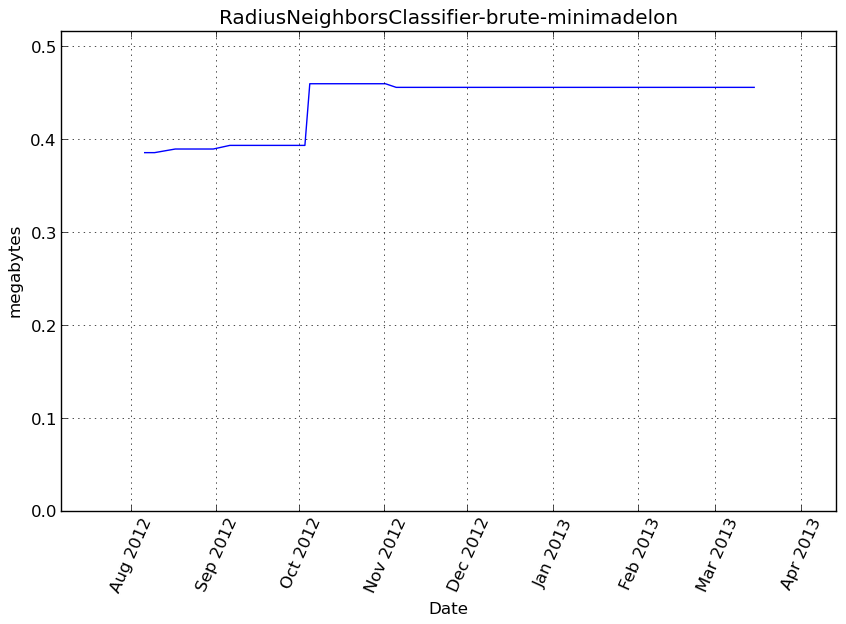 RadiusNeighborsClassifier-brute-minimadelon
megabytes
0.5
0.4
0.3
0.2
0.1
0.0
Aug 2012
Sep 2012
Oct 2012
Nov 2012
Dec 2012
Jan 2013
Feb 2013
Mar 2013
Apr 2013
Date